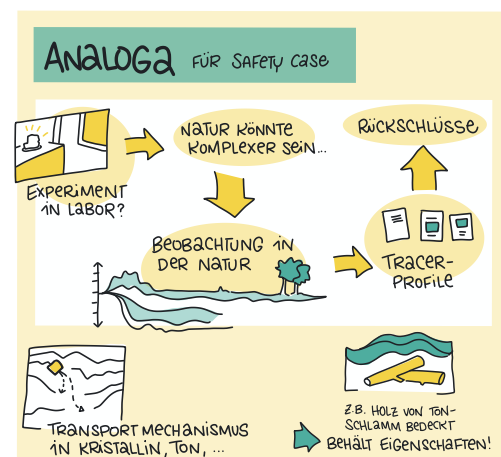 ANALOGA FÜR SAFETY CASE
EXPERIMENT
IN LABOR?
NATUR KÖNNTE
KOMPLEXER SEIN...
RÜCKSCHLÜSSE
BEOBACHTUNG IN
DER NATUR
TRACER-
PROFILE
TRANSPORT MECHANISMUS
IN KRISTALLIN, TON, ...
Z.B. HOLZ VON TON-
SCHLAMM BEDECKT
BEHÄLT EIGENSCHAFTEN!